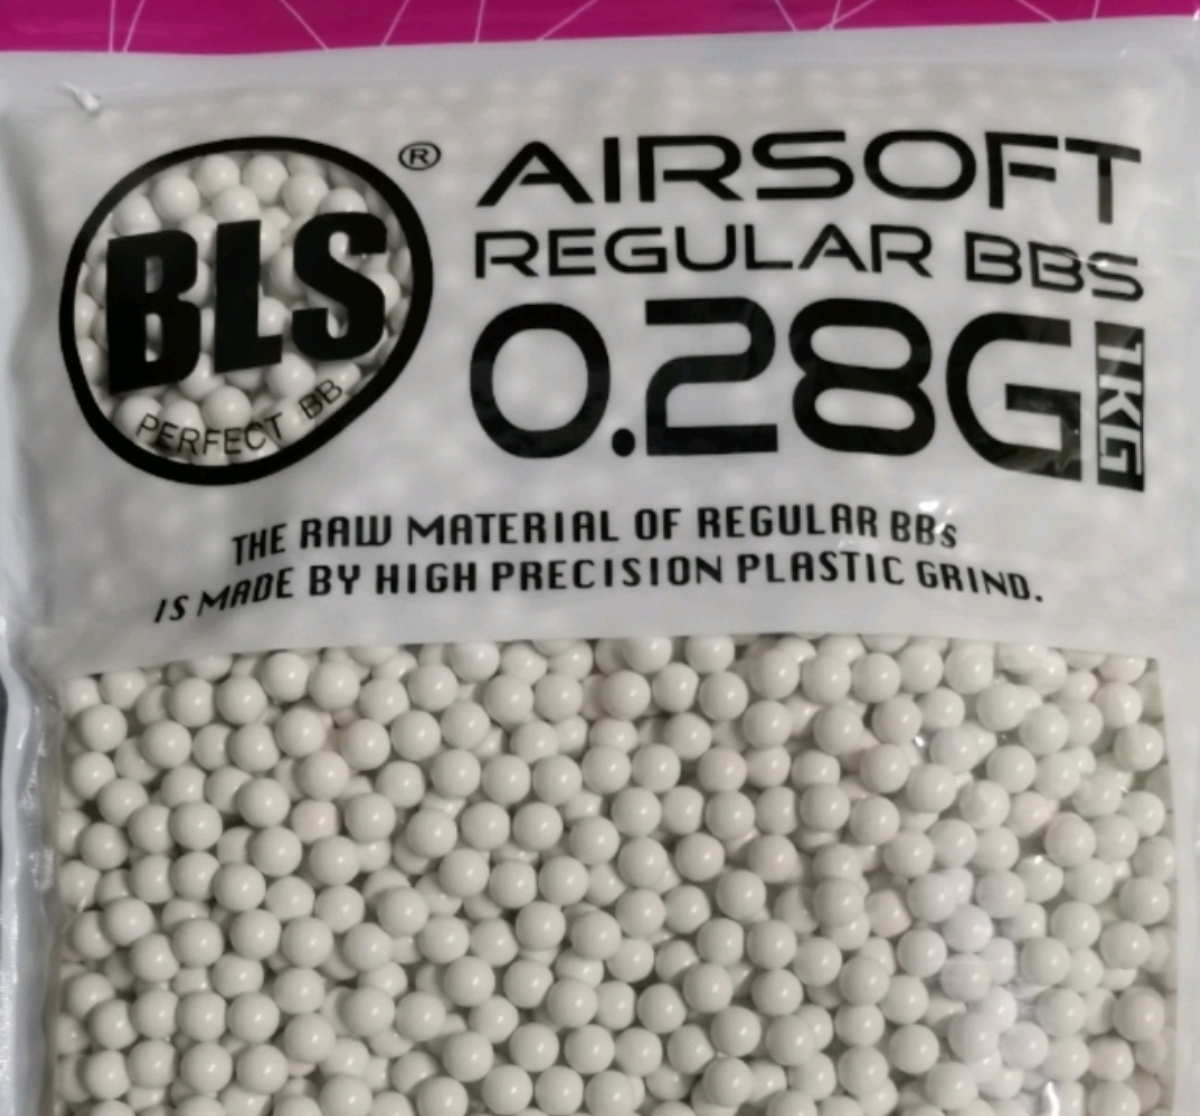 BLS
®
PERFECT BB
AIRSOFT
REGULAR BBS
0.28G
1KG
THE RAW MATERIAL OF REGULAR BBs
IS MADE BY HIGH PRECISION PLASTIC GRIND.